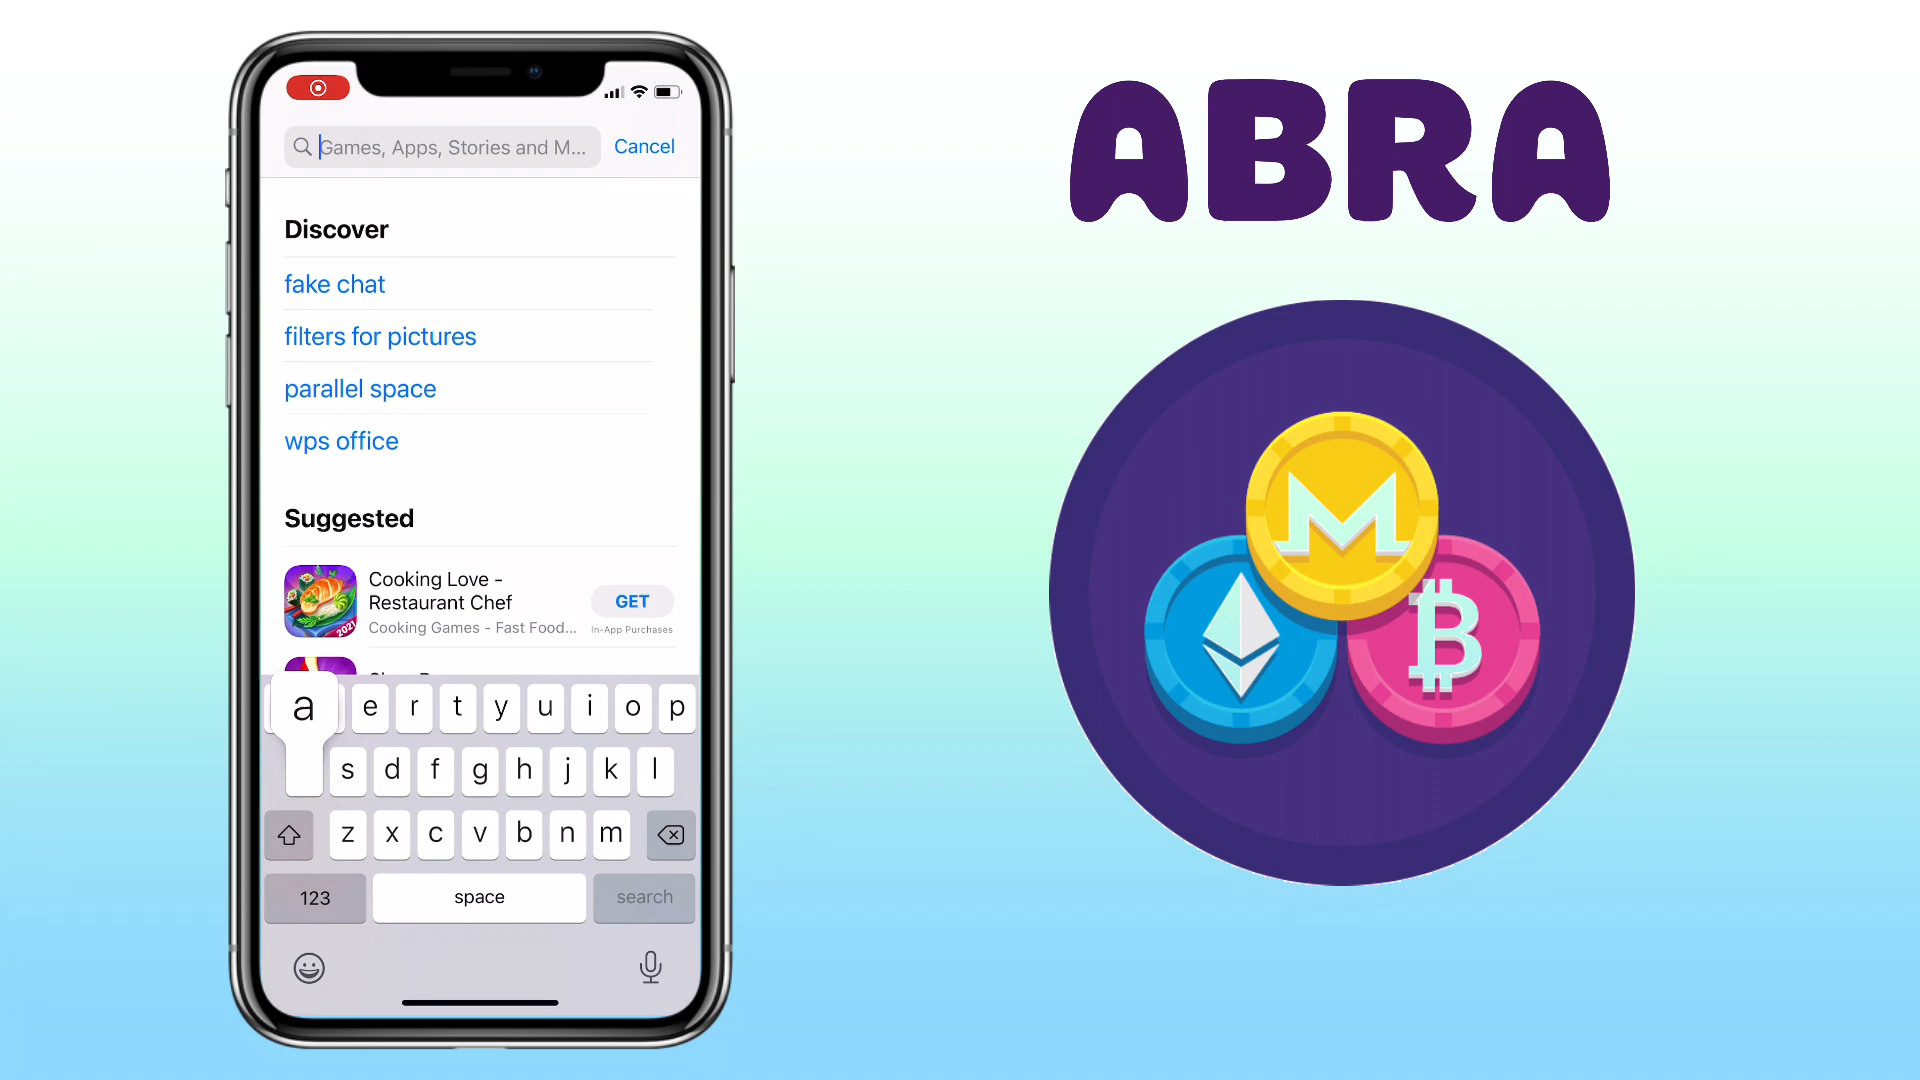 Games, Apps, Stories and M...
Cancel
Discover
fake chat
filters for pictures
parallel space
wps office
Suggested
Cooking Love -
Restaurant Chef
Cooking Games - Fast Food...
GET
In-App Purchases
2021
a e r t y u i o p
s d f g h j k l
z x c v b n m
123 space search
ABRA